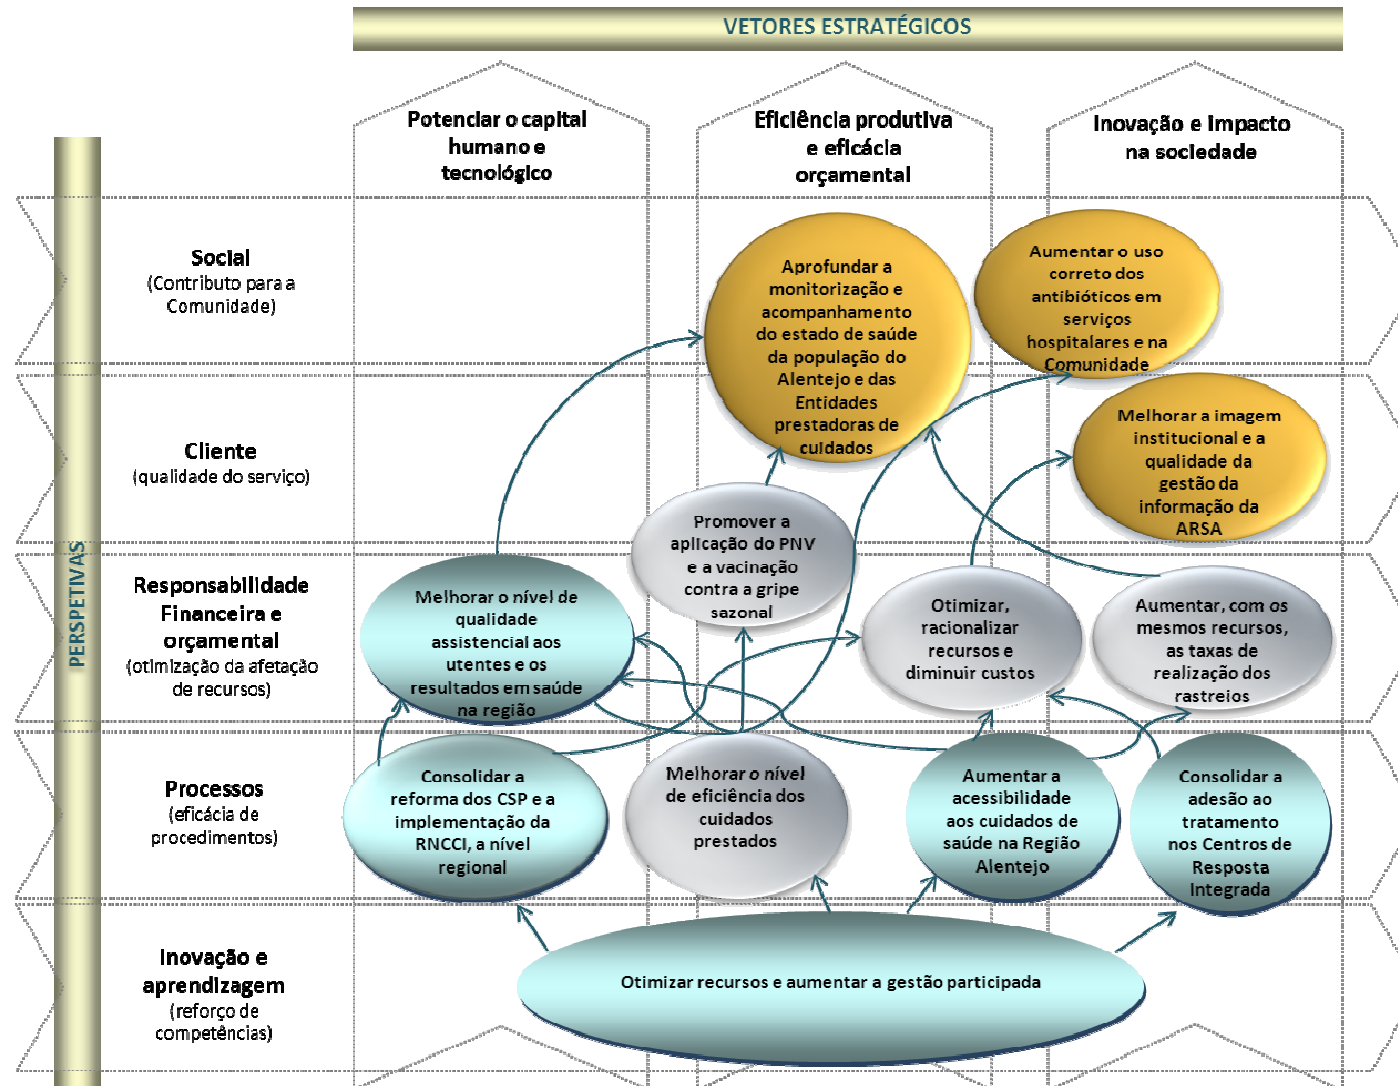 VETORES ESTRATÉGICOS
Potenciar o capital
humano e
tecnológico
Eficiência produtiva
e eficácia
orçamental
Inovação e impacto
na sociedade
PERSPETIVAS
Social
(Contributo para a
Comunidade)
Aprofundar a
monitorização e
acompanhamento
do estado de saúde
da população do
Alentejo e das
Entidades
prestadoras de
cuidados
Aumentar o uso
correto dos
antibióticos em
serviços
hospitalares e na
Comunidade
Cliente
(qualidade do serviço)
Melhorar a imagem
institucional e a
qualidade da
gestão da
informação da
ARSA
Promover a
aplicação do PNV
e a vacinação
contra a gripe
sazonal
Responsabilidade
Financeira e
orçamental
(otimização da afetação
de recursos)
Melhorar o nível de
qualidade
assistencial aos
utentes e os
resultados em saúde
na região
Otimizar,
racionalizar
recursos e
diminuir custos
Aumentar, com os
mesmos recursos,
as taxas de
realização dos
rastreios
Processos
(eficácia de
procedimentos)
Consolidar a
reforma dos CSP e a
implementação da
RNCCI, a nível
regional
Melhorar o nível
de eficiência dos
cuidados
prestados
Aumentar a
acessibilidade
aos cuidados de
saúde na Região
Alentejo
Consolidar a
adesão ao
tratamento
nos Centros de
Resposta
Integrada
Inovação e
aprendizagem
(reforço de
competências)
Otimizar recursos e aumentar a gestão participada